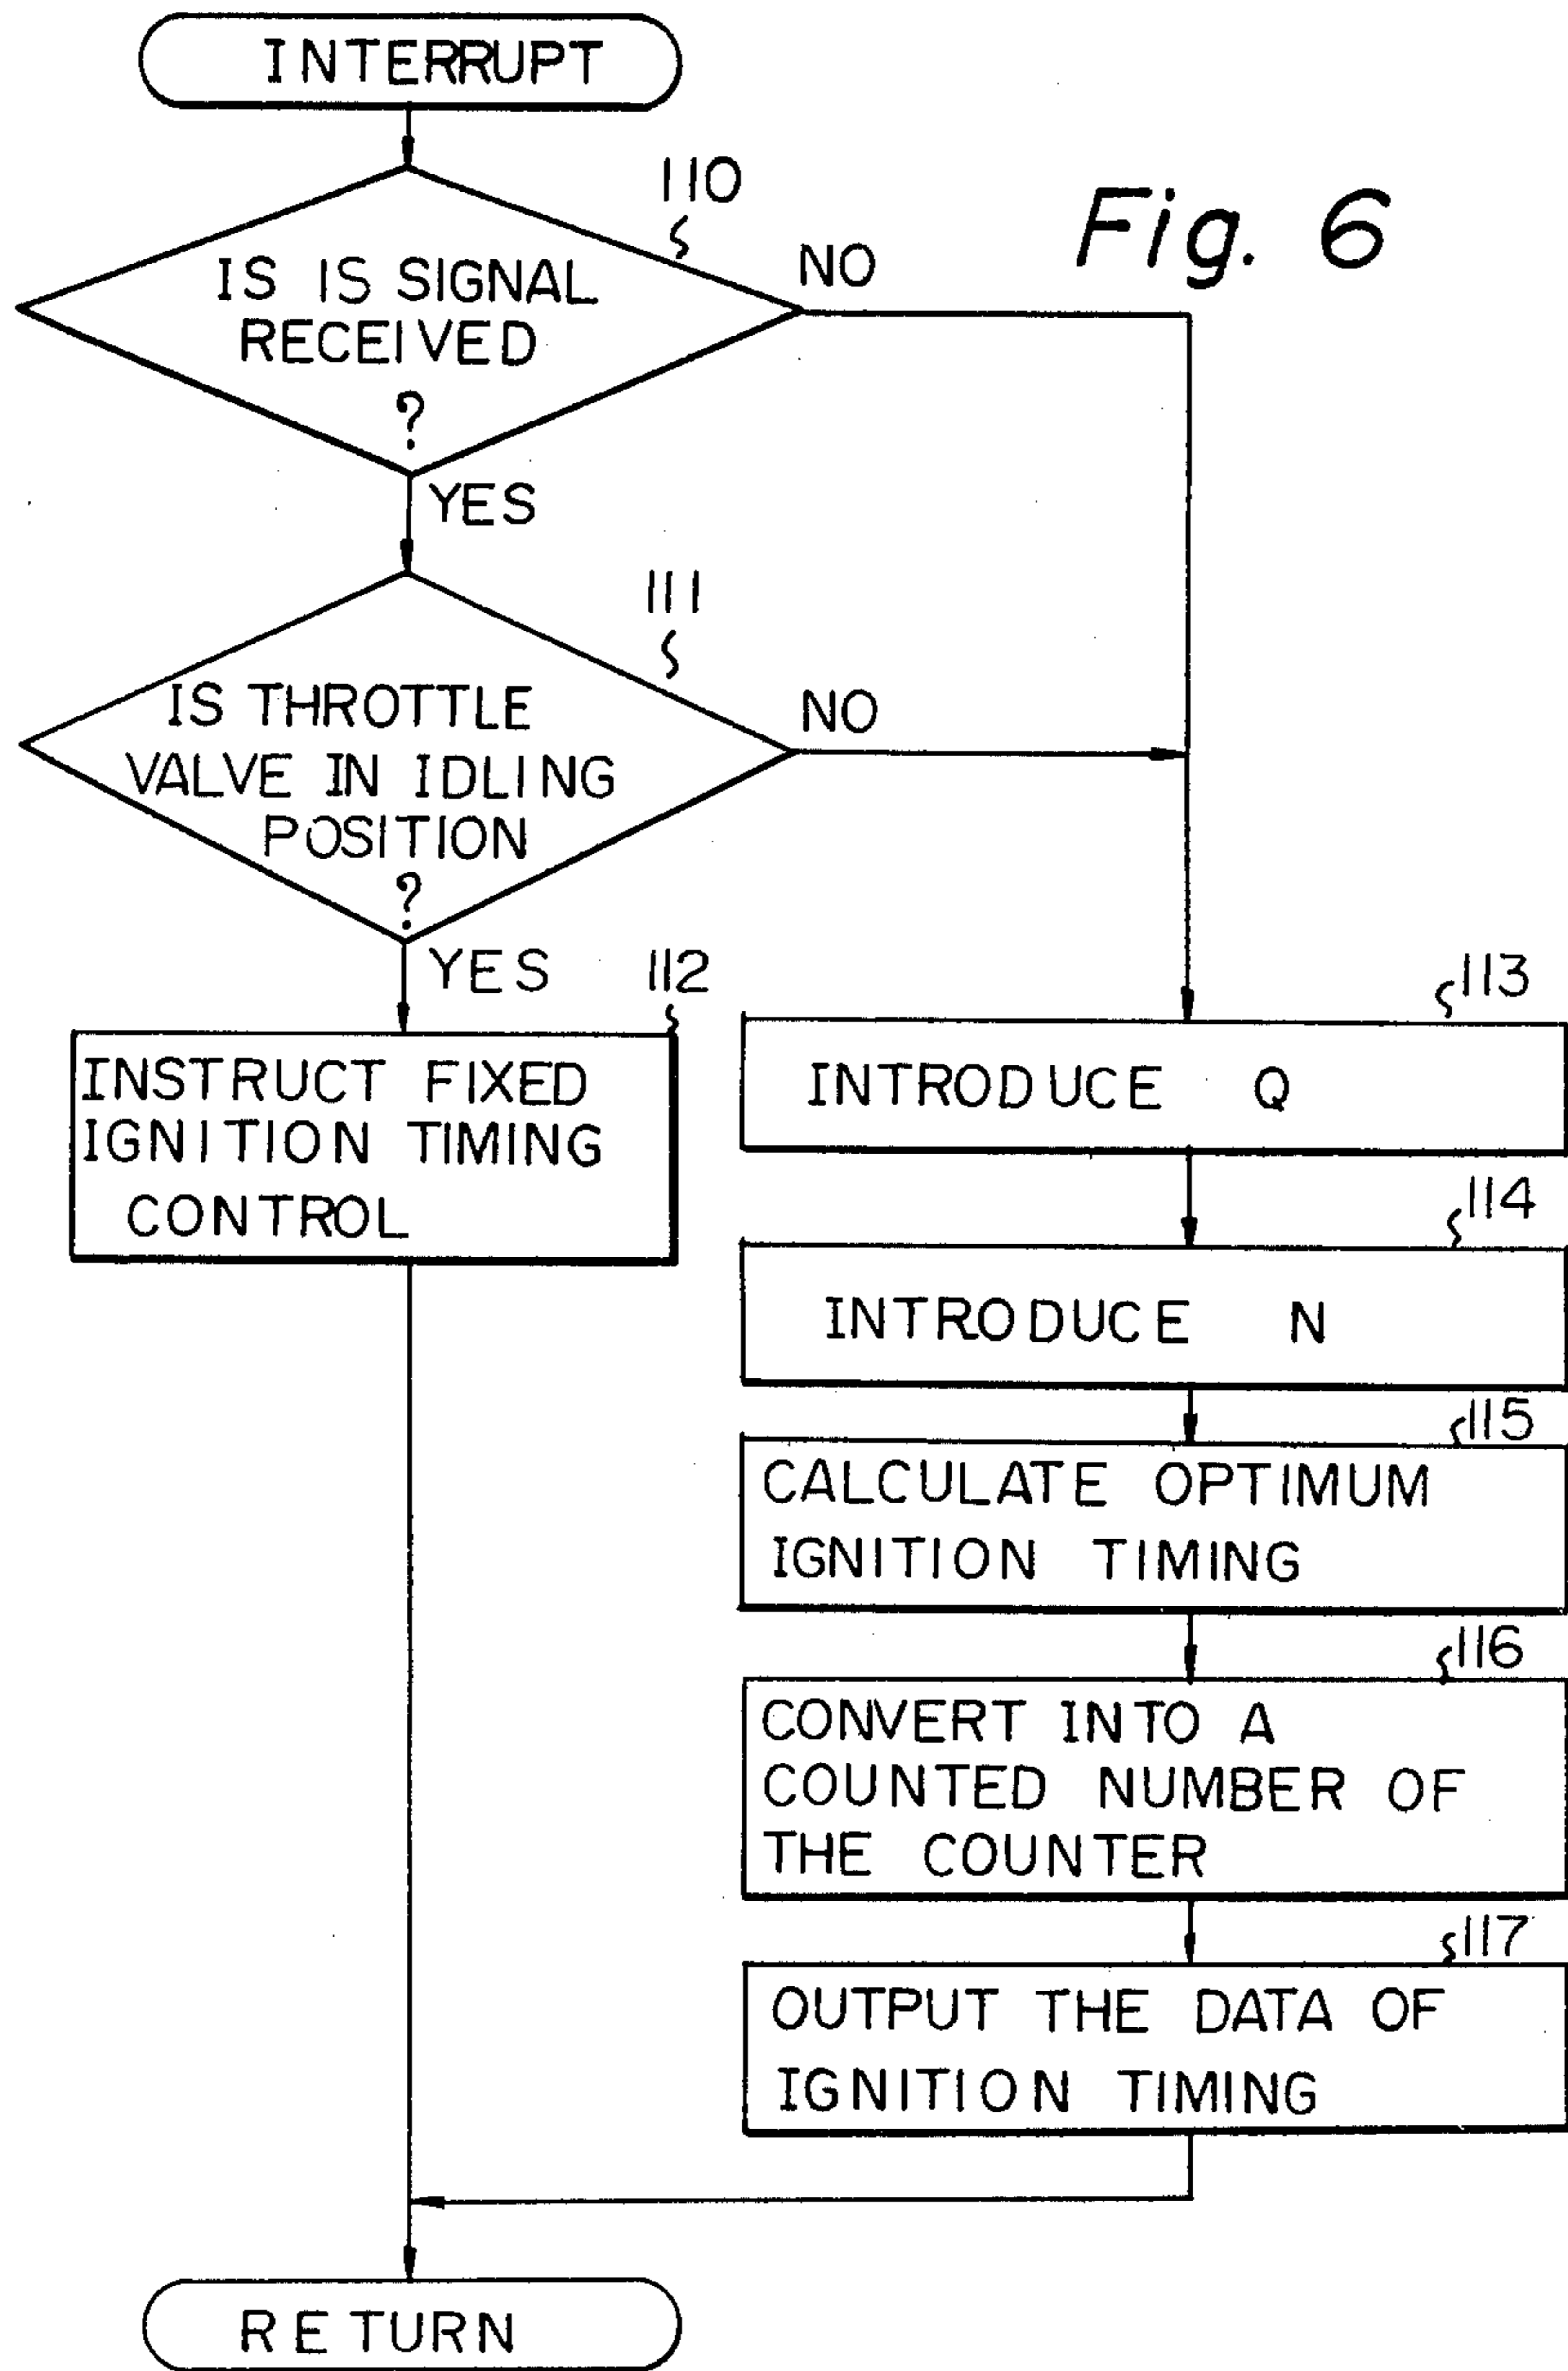 INTERRUPT
110
Fig. 6
IS IS SIGNAL
RECEIVED
?
NO
YES
111
IS THROTTLE
VALVE IN IDLING
POSITION
?
NO
YES
112
INSTRUCT FIXED
IGNITION TIMING
CONTROL
113
INTRODUCE Q
114
INTRODUCE N
115
CALCULATE OPTIMUM
IGNITION TIMING
116
CONVERT INTO A
COUNTED NUMBER OF
THE COUNTER
117
OUTPUT THE DATA OF
IGNITION TIMING
RETURN